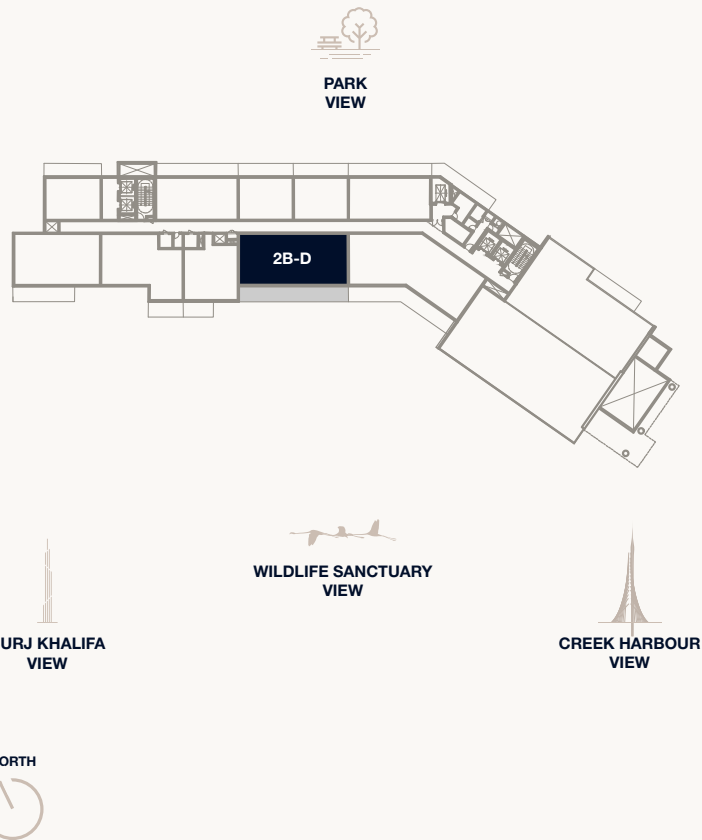 PARK
VIEW
2B-D
WILDLIFE SANCTUARY
VIEW
URJ KHALIFA
VIEW
CREEK HARBOUR
VIEW
ORTH